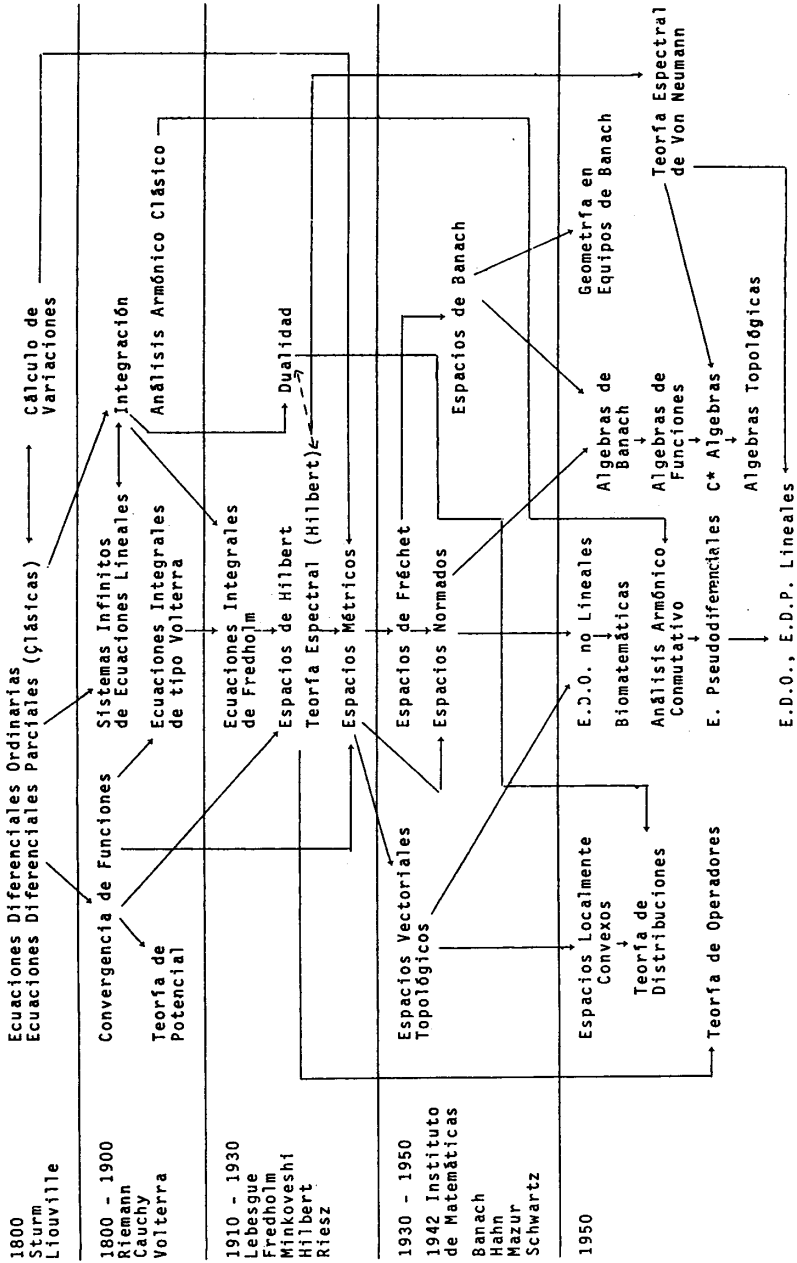 1800
Sturm
Liouville
Ecuaciones Diferenciales Ordinarias
Ecuaciones Diferenciales Parciales (Clásicas)
Cálculo de
Variaciones
1800 - 1900
Riemann
Cauchy
Volterra
Convergencia de Funciones
Teoría de
Potencial
Sistemas Infinitos
de Ecuaciones Lineales
Ecuaciones Integrales
de tipo Volterra
Integración
Análisis Armónico Clásico
1910 - 1930
Lebesgue
Fredholm
Minkoveshi
Hilbert
Riesz
Ecuaciones Integrales
de Fredholm
Espacios de Hilbert
Teoría Espectral (Hilbert)
Espacios Métricos
Dualidad
1930 - 1950
1942 Instituto
de Matemáticas
Banach
Hahn
Mazur
Schwartz
Espacios Vectoriales
Topológicos
Espacios de Fréchet
Espacios Normados
Espacios de Banach
1950
Espacios Localmente
Convexos
Teoría de
Distribuciones
Teoría de Operadores
E.D.O. no Lineales
Biomatemáticas
Análisis Armónico
Conmutativo
E. Pseudodiferenciales
E.D.O., E.D.P. Lineales
Algebras de
Banach
Algebras de
Funciones
C* Algebras
Algebras Topológicas
Geometría en
Equipos de Banach
Teoría Espectral
de Von Neumann